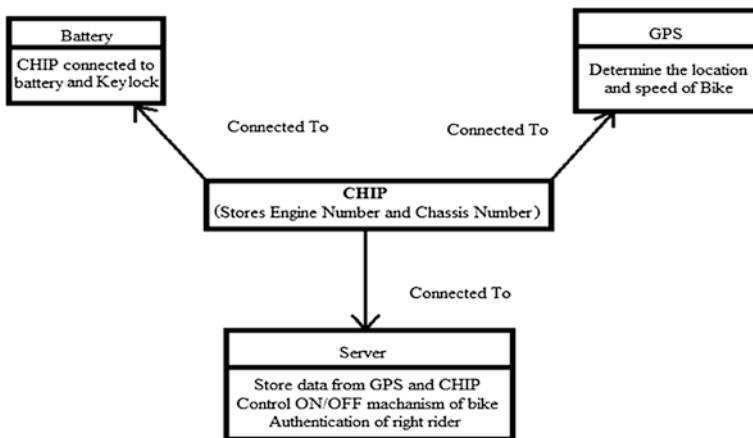 Battery
CHIP connected to
battery and Keylock
GPS
Determine the location
and speed of Bike
Connected To
Connected To
CHIP
(Stores Engine Number and Chassis Number)
Connected To
Server
Store data from GPS and CHIP
Control ON/OFF machanism of bike
Authentication of right rider